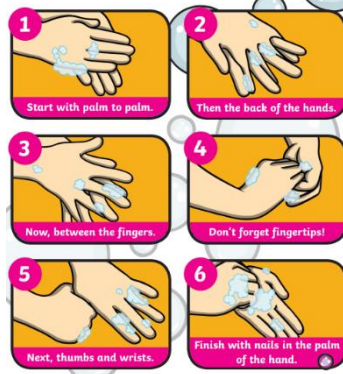 1
Start with palm to palm.
2
Then the back of the hands.
3
Now, between the fingers.
4
Don't forget fingertips!
5
Next, thumbs and wrists.
6
Finish with nails in the palm
of the hand.